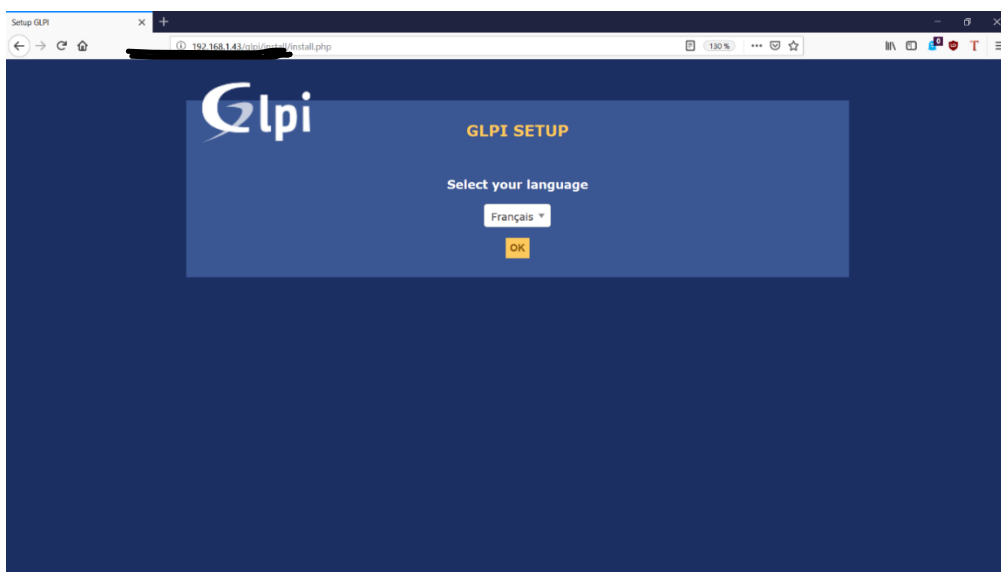 Setup GLPI
192.168.1.43/glpi/install/install.php
130 %
Glpi
GLPI SETUP
Select your language
Français
OK